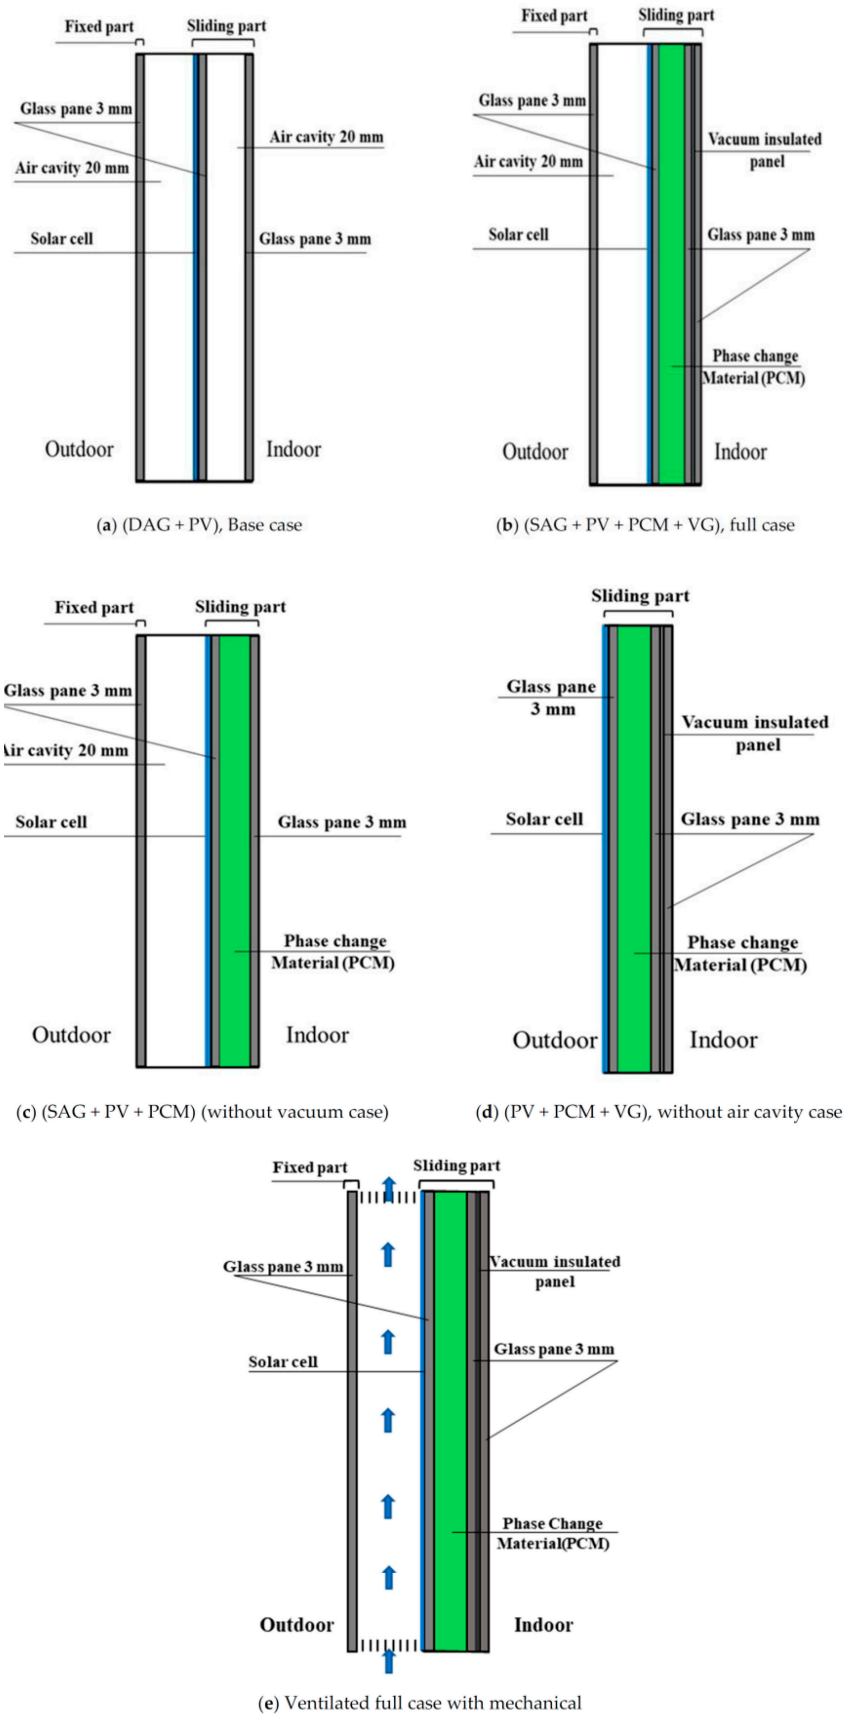 Fixed part
Sliding part
Glass pane 3 mm
Air cavity 20 mm
Air cavity 20 mm
Solar cell
Glass pane 3 mm
Outdoor
Indoor
(a) (DAG + PV), Base case
Fixed part
Sliding part
Glass pane 3 mm
Vacuum insulated
panel
Air cavity 20 mm
Solar cell
Glass pane 3 mm
Phase change
Material (PCM)
Outdoor
Indoor
(b) (SAG + PV + PCM + VG), full case
Fixed part
Sliding part
Glass pane 3 mm
Air cavity 20 mm
Solar cell
Glass pane 3 mm
Phase change
Material (PCM)
Outdoor
Indoor
(c) (SAG + PV + PCM) (without vacuum case)
Sliding part
Glass pane
3 mm
Vacuum insulated
panel
Solar cell
Glass pane 3 mm
Phase change
Material (PCM)
Outdoor
Indoor
(d) (PV + PCM + VG), without air cavity case
Fixed part
Sliding part
Glass pane 3 mm
Vacuum insulated
panel
Solar cell
Glass pane 3 mm
Phase Change
Material(PCM)
Outdoor
Indoor
(e) Ventilated full case with mechanical